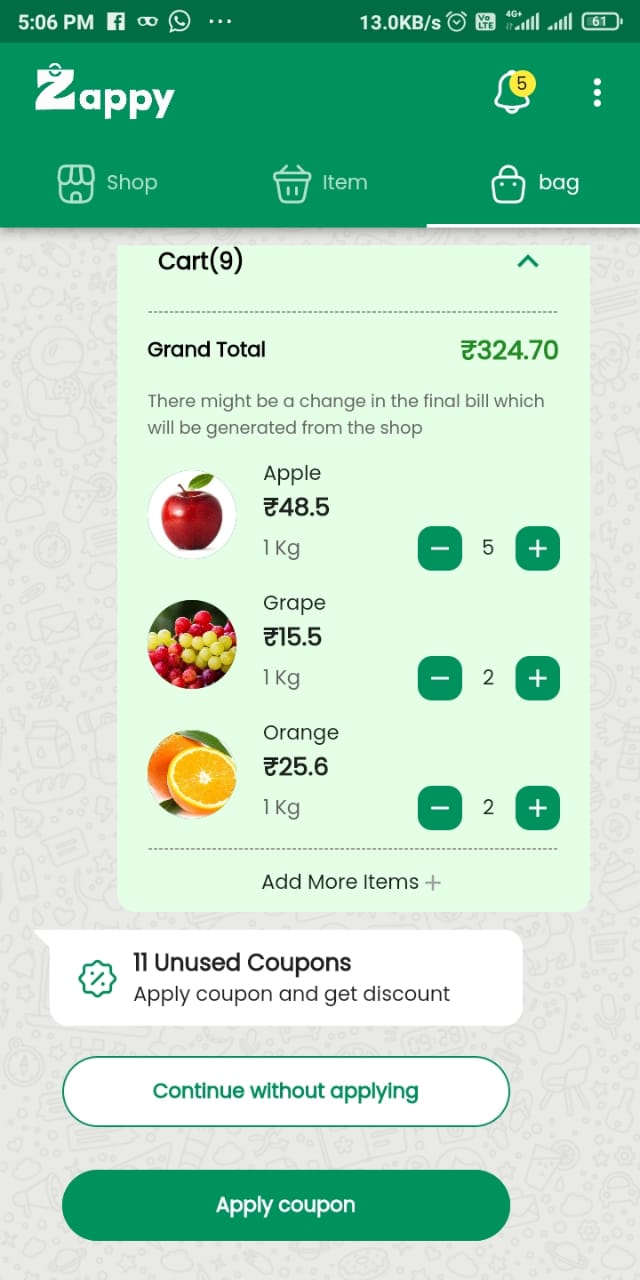 5:06 PM ... 13.0KB/s Vo LTE 4G+ 61
Zappy 5
Shop Item bag
Cart(9)
Grand Total ₹324.70
There might be a change in the final bill which
will be generated from the shop
Apple
₹48.5
1 Kg - 5 +
Grape
₹15.5
1 Kg - 2 +
Orange
₹25.6
1 Kg - 2 +
Add More Items +
11 Unused Coupons
Apply coupon and get discount
Continue without applying
Apply coupon